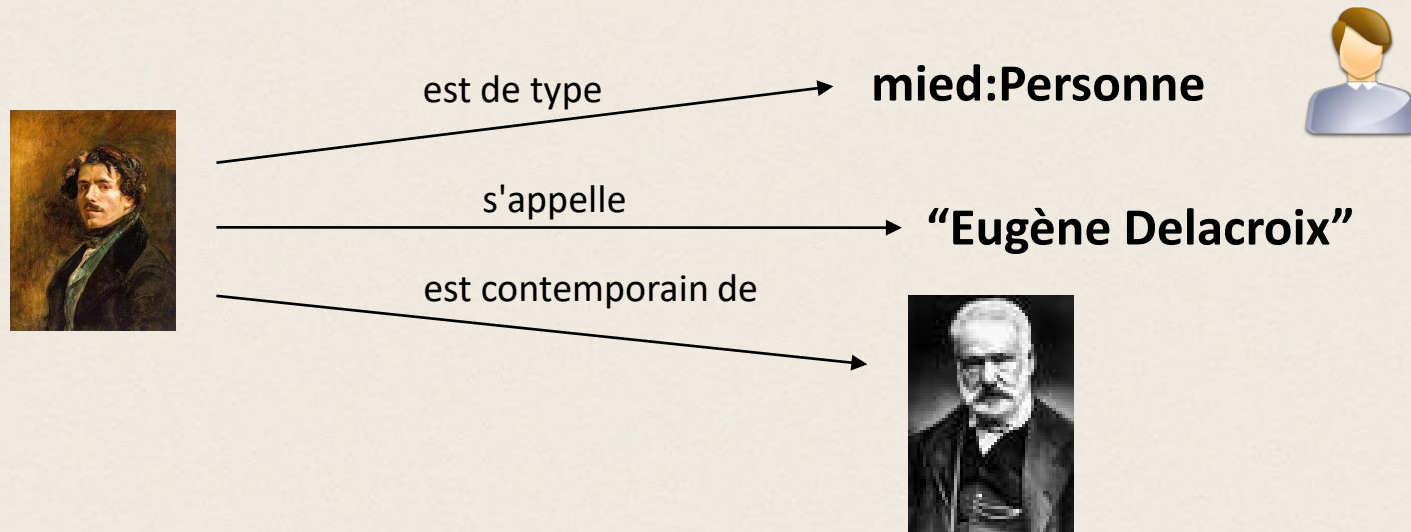 est de type
mied:Personne
s'appelle
“Eugène Delacroix”
est contemporain de